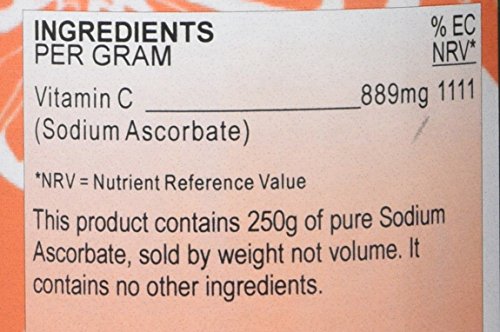 INGREDIENTS % EC
PER GRAM NRV*
Vitamin C 889mg 1111
(Sodium Ascorbate)
*NRV = Nutrient Reference Value
This product contains 250g of pure Sodium
Ascorbate, sold by weight not volume. It
contains no other ingredients.